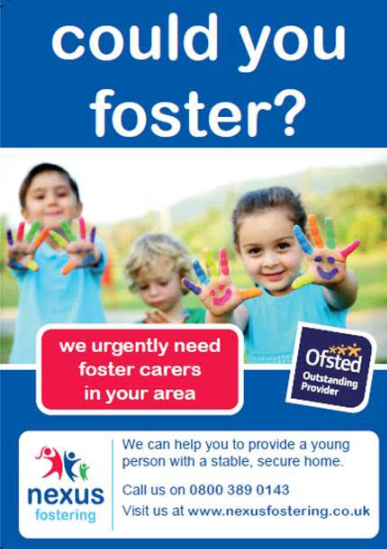 could you
foster?
we urgently need
foster carers
in your area
Ofsted
Outstanding
Provider
nexus
fostering
We can help you to provide a young
person with a stable, secure home.
Call us on 0800 389 0143
Visit us at www.nexusfostering.co.uk